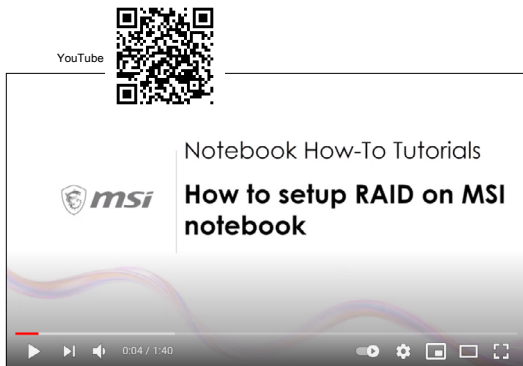 YouTube
Notebook How-To Tutorials
msi
How to setup RAID on MSI
notebook
0:04 / 1:40